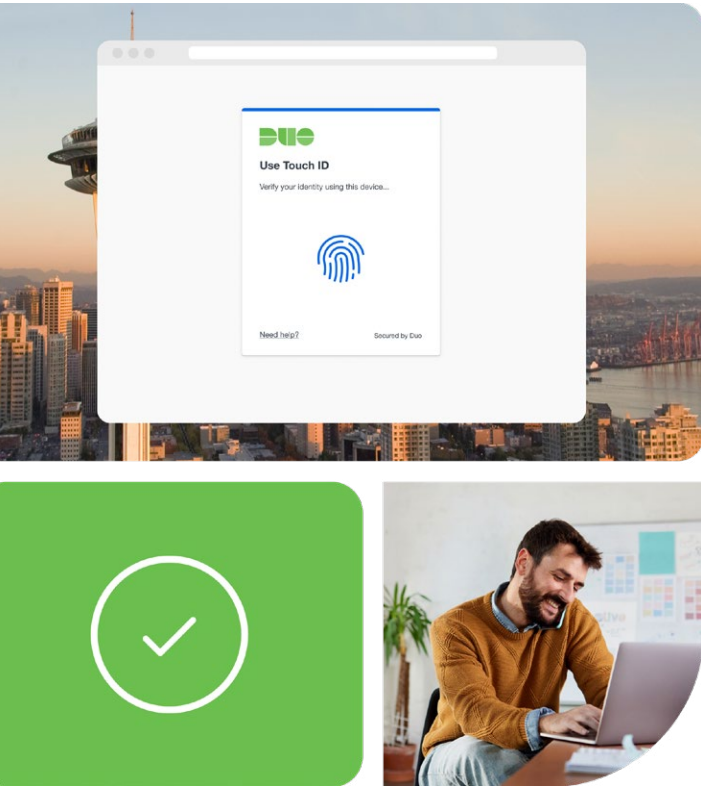 DUO
Use Touch ID
Verify your identity using this device...
Need help?
Secured by Duo